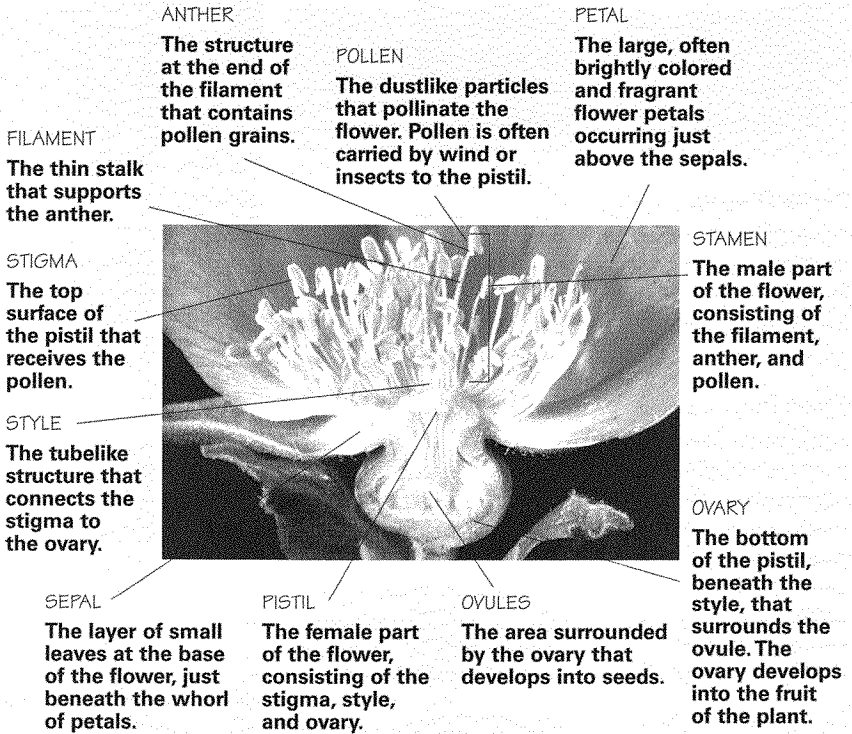 ANTHER
The structure
at the end of
the filament
that contains
pollen grains.
POLLEN
The dustlike particles
that pollinate the
flower. Pollen is often
carried by wind or
insects to the pistil.
PETAL
The large, often
brightly colored
and fragrant
flower petals
occurring just
above the sepals.
FILAMENT
The thin stalk
that supports
the anther.
STIGMA
The top
surface of
the pistil that
receives the
pollen.
STAMEN
The male part
of the flower,
consisting of
the filament,
anther, and
pollen.
STYLE
The tubelike
structure that
connects the
stigma to
the ovary.
SEPAL
The layer of small
leaves at the base
of the flower, just
beneath the whorl
of petals.
PISTIL
The female part
of the flower,
consisting of the
stigma, style,
and ovary.
OVULES
The area surrounded
by the ovary that
develops into seeds.
OVARY
The bottom
of the pistil,
beneath the
style, that
surrounds the
ovule. The
ovary develops
into the fruit
of the plant.